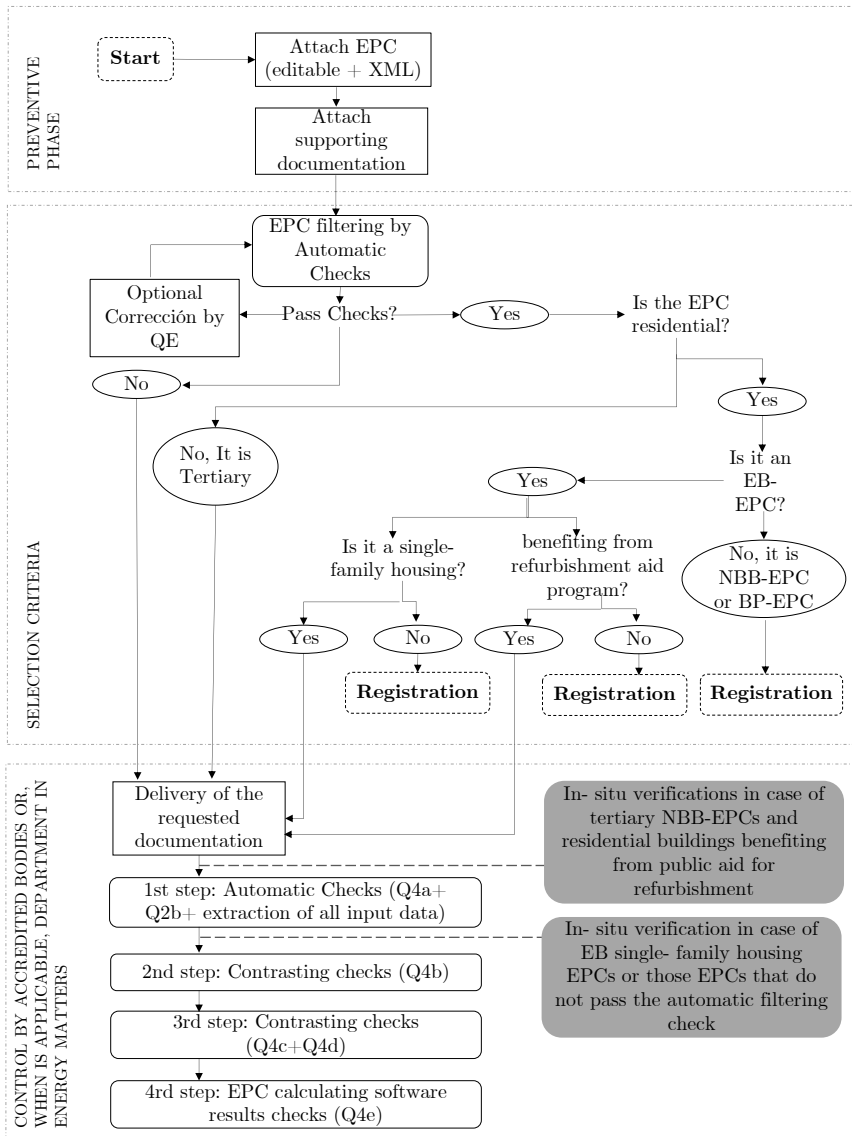 PREVENTIVE
PHASE
Start
Attach EPC
(editable + XML)
Attach
supporting
documentation
SELECTION CRITERIA
EPC filtering by
Automatic
Checks
Optional
Corrección by
QE
Pass Checks?
Yes
Is the EPC
residential?
No
Yes
No, It is
Tertiary
Is it an
EB-
EPC?
Yes
Is it a single-
family housing?
benefiting from
refurbishment aid
program?
No, it is
NBB-EPC
or BP-EPC
Yes
No
Yes
No
Registration
Registration
Registration
CONTROL BY ACCREDITED BODIES OR,
WHEN IS APPLICABLE, DEPARTMENT IN
ENERGY MATTERS
Delivery of the
requested
documentation
In- situ verifications in case of
tertiary NBB-EPCs and
residential buildings benefiting
from public aid for
refurbishment
1st step: Automatic Checks (Q4a+
Q2b+ extraction of all input data)
In- situ verification in case of
EB single- family housing
EPCs or those EPCs that do
not pass the automatic filtering
check
2nd step: Contrasting checks (Q4b)
3rd step: Contrasting checks
(Q4c+Q4d)
4rd step: EPC calculating software
results checks (Q4e)